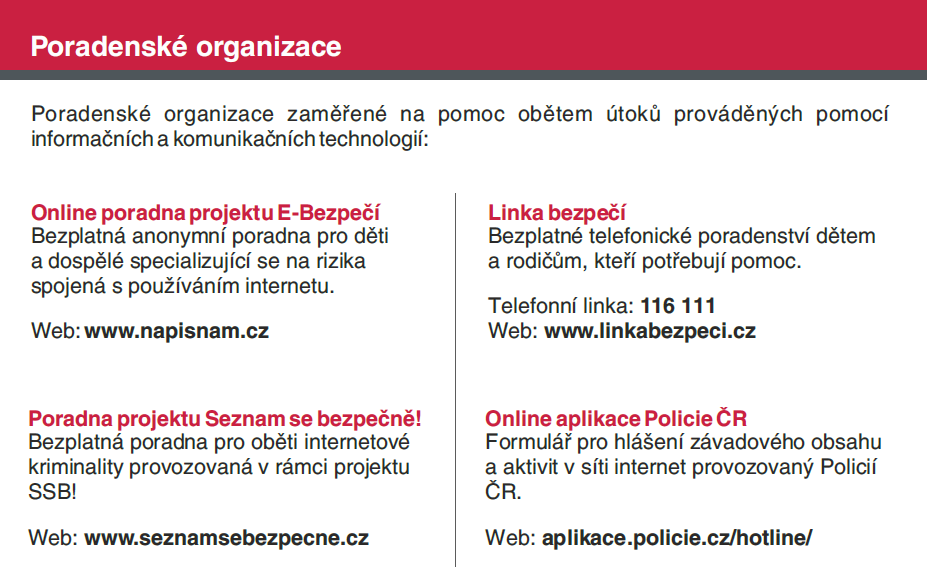 Poradenské organizace
Poradenské organizace zaměřené na pomoc obětem útoků prováděných pomocí
informačních a komunikačních technologií:
Online poradna projektu E-Bezpečí
Bezplatná anonymní poradna pro děti
a dospělé specializující se na rizika
spojená s používáním internetu.
Web: www.napisnam.cz
Linka bezpečí
Bezplatné telefonické poradenství dětem
a rodičům, kteří potřebují pomoc.
Telefonní linka: 116 111
Web: www.linkabezpeci.cz
Poradna projektu Seznam se bezpečně!
Bezplatná poradna pro oběti internetové
kriminality provozovaná v rámci projektu
SSB!
Web: www.seznamsebezpecne.cz
Online aplikace Policie ČR
Formulář pro hlášení závadového obsahu
a aktivit v síti internet provozovaný Policií
ČR.
Web: aplikace.policie.cz/hotline/